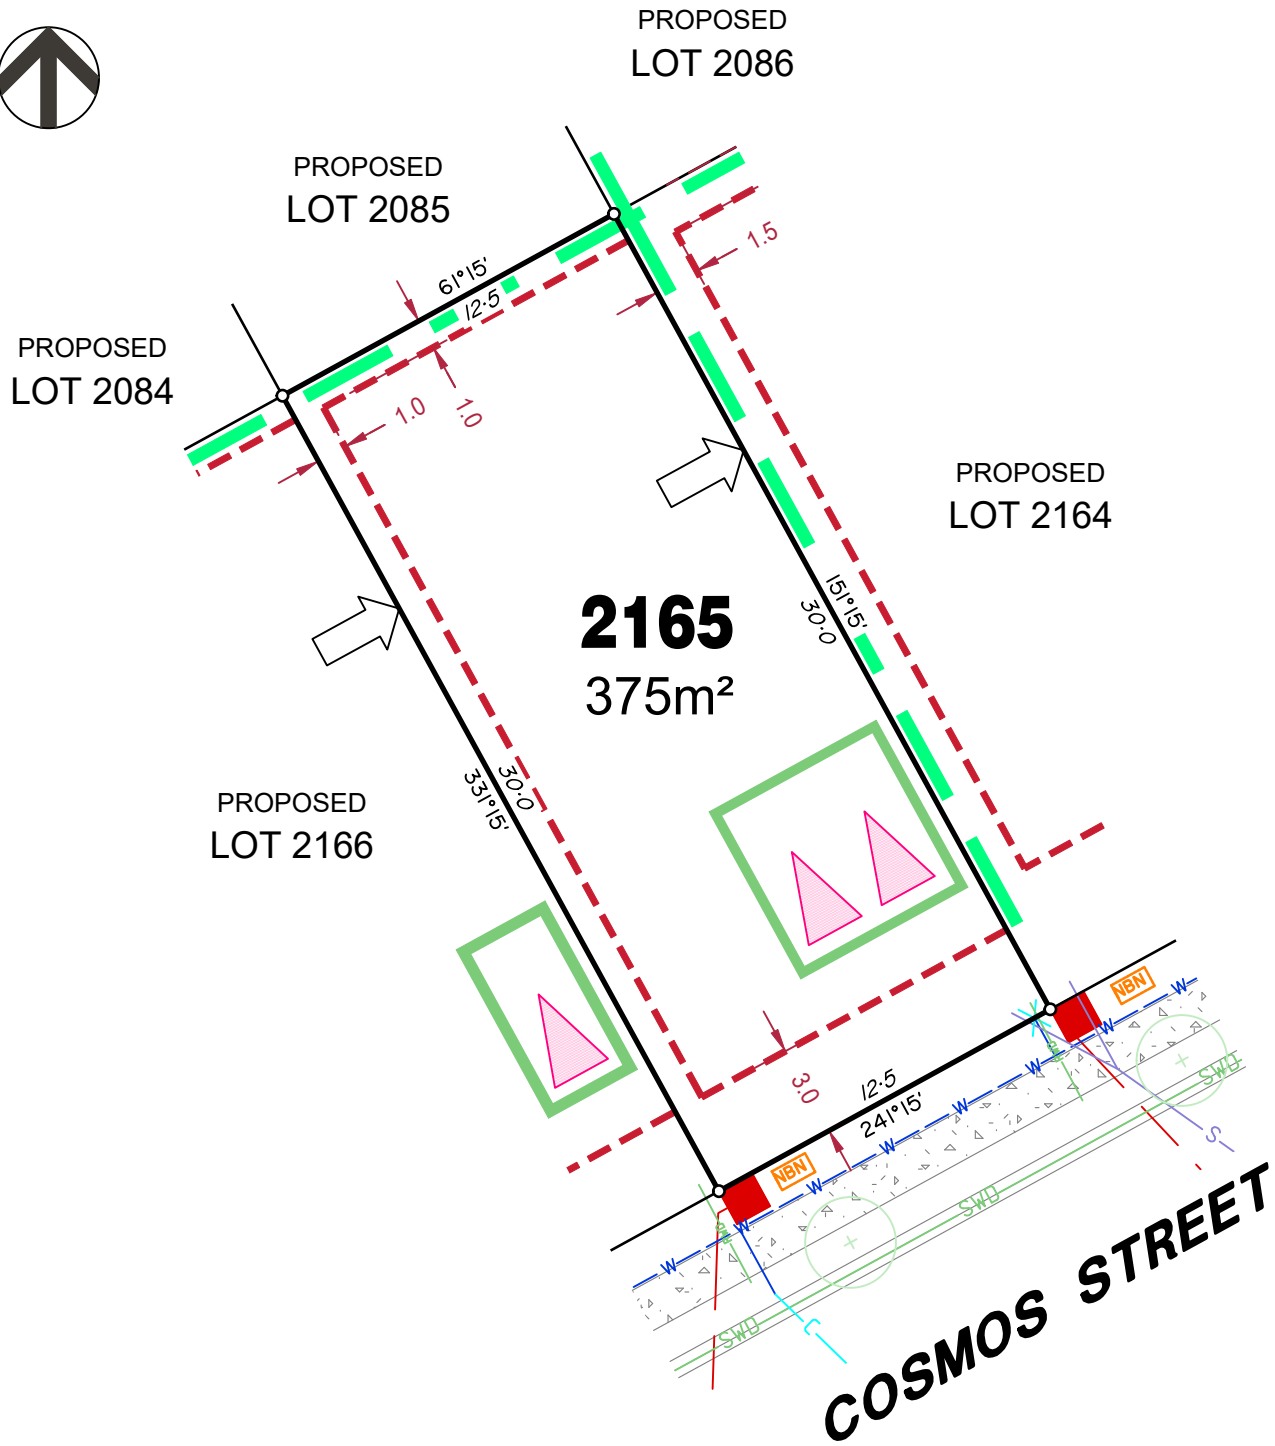 PROPOSED
LOT 2086
PROPOSED
LOT 2085
61°15'
12·5
1.5
PROPOSED
LOT 2084
1.0
1.0
PROPOSED
LOT 2164
151°15'
30·0
2165
375m²
30·0
331°15'
PROPOSED
LOT 2166
3.0
12·5
241°15'
NBN
NBN
W
W
W
W
W
W
W
W
SWD
SWD
SWD
S
C
COSMOS STREET